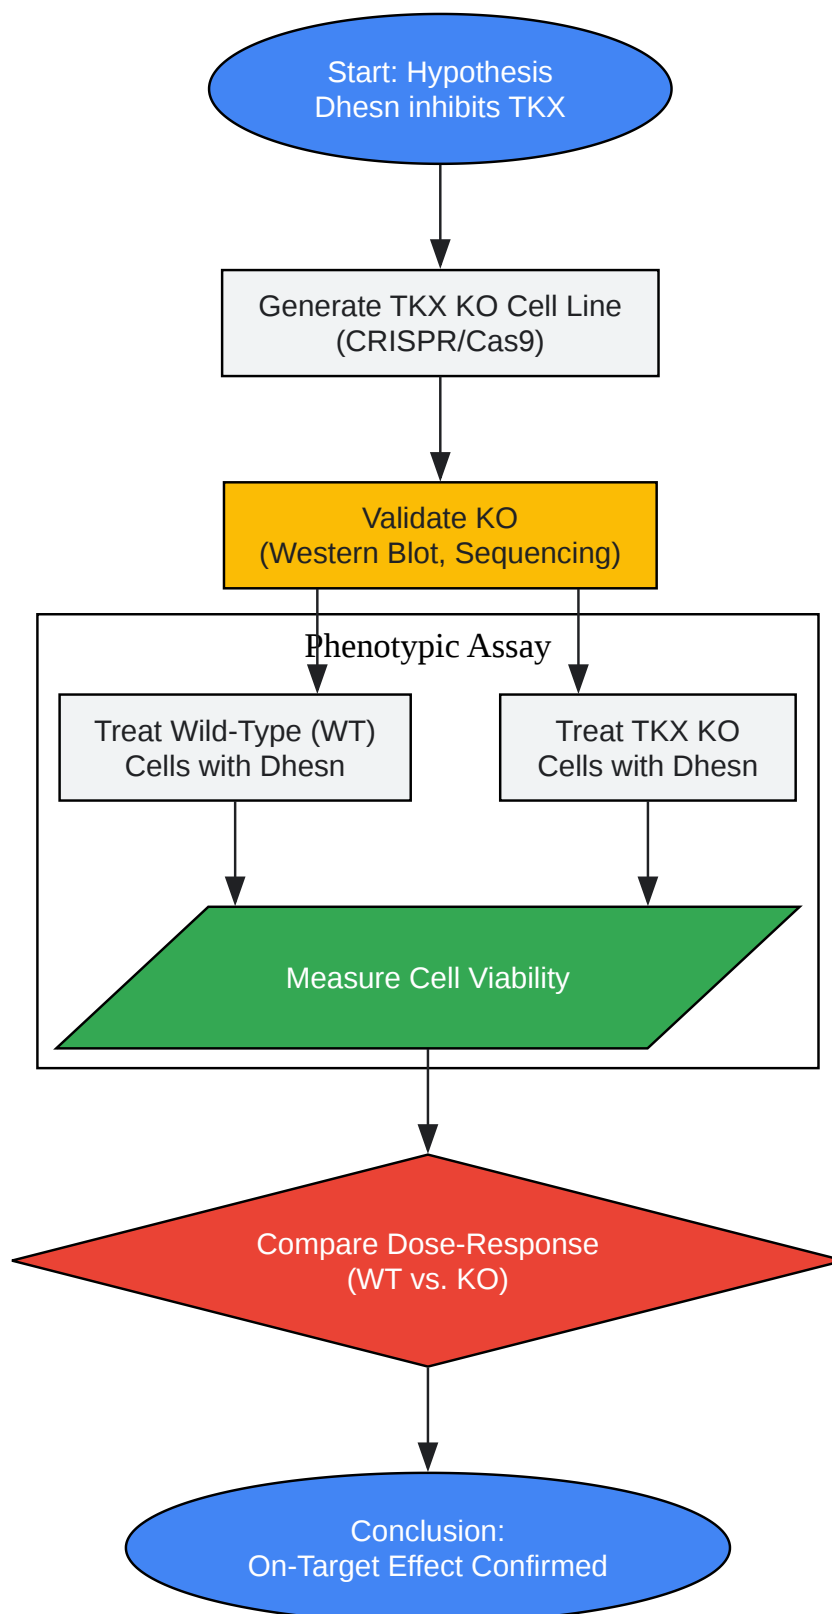 Start: Hypothesis
Dhesn inhibits TKX
Generate TKX KO Cell Line
(CRISPR/Cas9)
Validate KO
(Western Blot, Sequencing)
Phenotypic Assay
Treat Wild-Type (WT)
Cells with Dhesn
Treat TKX KO
Cells with Dhesn
Measure Cell Viability
Compare Dose-Response
(WT vs. KO)
Conclusion:
On-Target Effect Confirmed